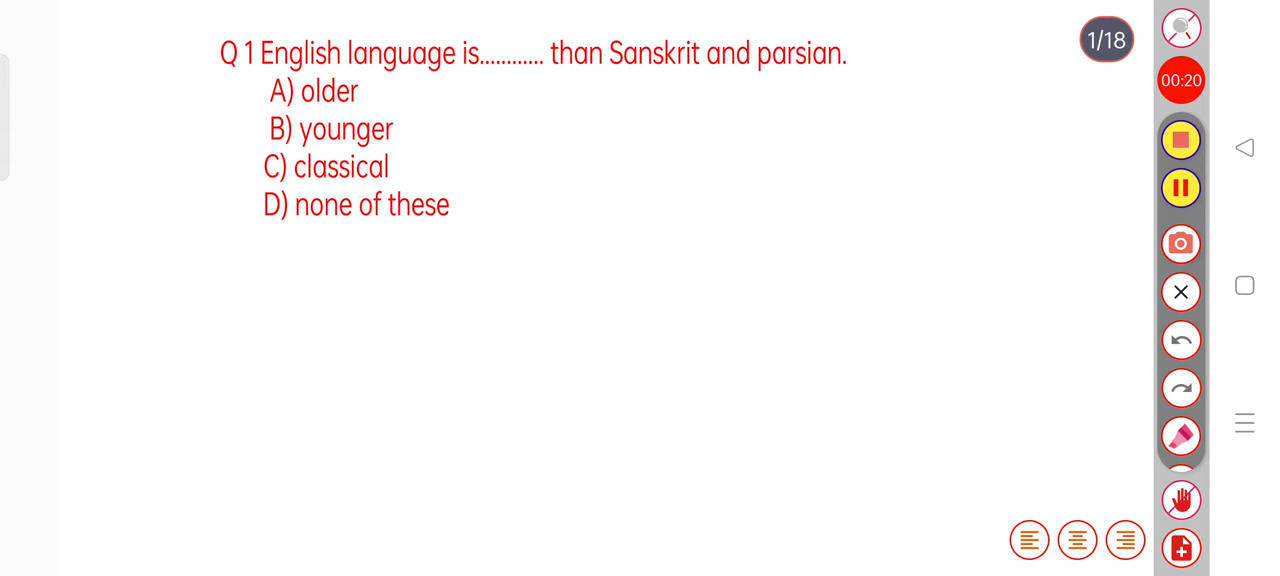 Q 1 English language is............ than Sanskrit and parsian.
A) older
B) younger
C) classical
D) none of these
1/18
00:20